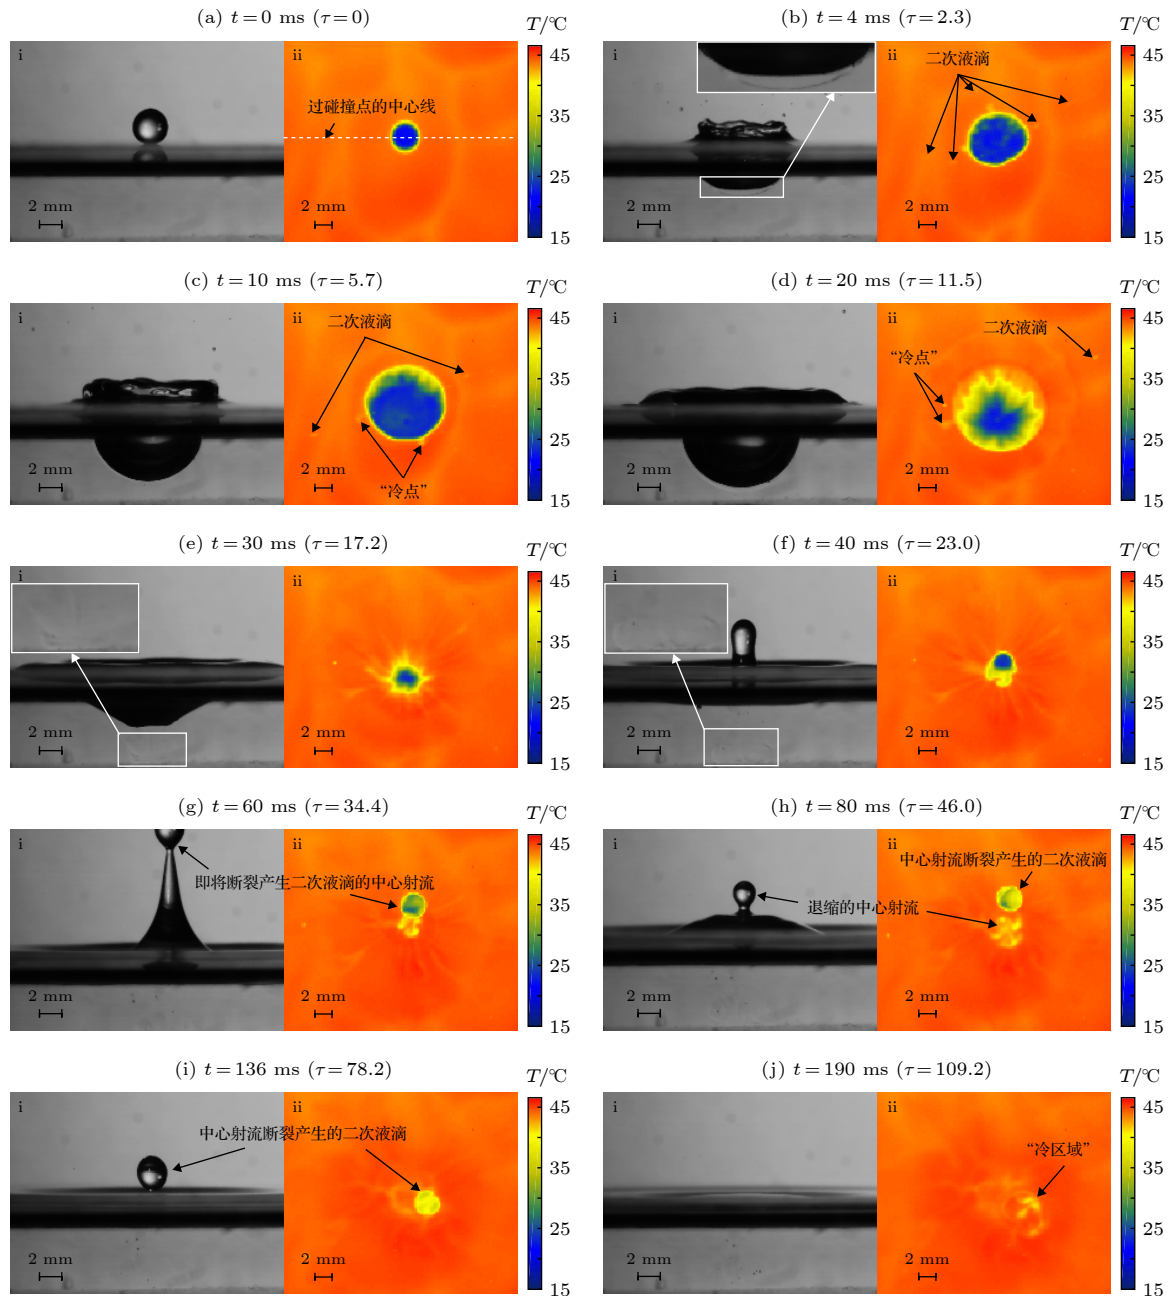 (a) t=0 ms (τ=0)
T/℃
i
ii
过碰撞点的中心线
2 mm
2 mm
45
35
25
15
(b) t=4 ms (τ=2.3)
T/℃
i
ii
二次液滴
2 mm
2 mm
45
35
25
15
(c) t=10 ms (τ=5.7)
T/℃
i
ii
二次液滴
“冷点”
2 mm
2 mm
45
35
25
15
(d) t=20 ms (τ=11.5)
T/℃
i
ii
二次液滴
“冷点”
2 mm
2 mm
45
35
25
15
(e) t=30 ms (τ=17.2)
T/℃
i
ii
2 mm
2 mm
45
35
25
15
(f) t=40 ms (τ=23.0)
T/℃
i
ii
2 mm
2 mm
45
35
25
15
(g) t=60 ms (τ=34.4)
T/℃
i
ii
即将断裂产生二次液滴的中心射流
2 mm
2 mm
45
35
25
15
(h) t=80 ms (τ=46.0)
T/℃
i
ii
中心射流断裂产生的二次液滴
退缩的中心射流
2 mm
2 mm
45
35
25
15
(i) t=136 ms (τ=78.2)
T/℃
i
ii
中心射流断裂产生的二次液滴
2 mm
2 mm
45
35
25
15
(j) t=190 ms (τ=109.2)
T/℃
i
ii
“冷区域”
2 mm
2 mm
45
35
25
15